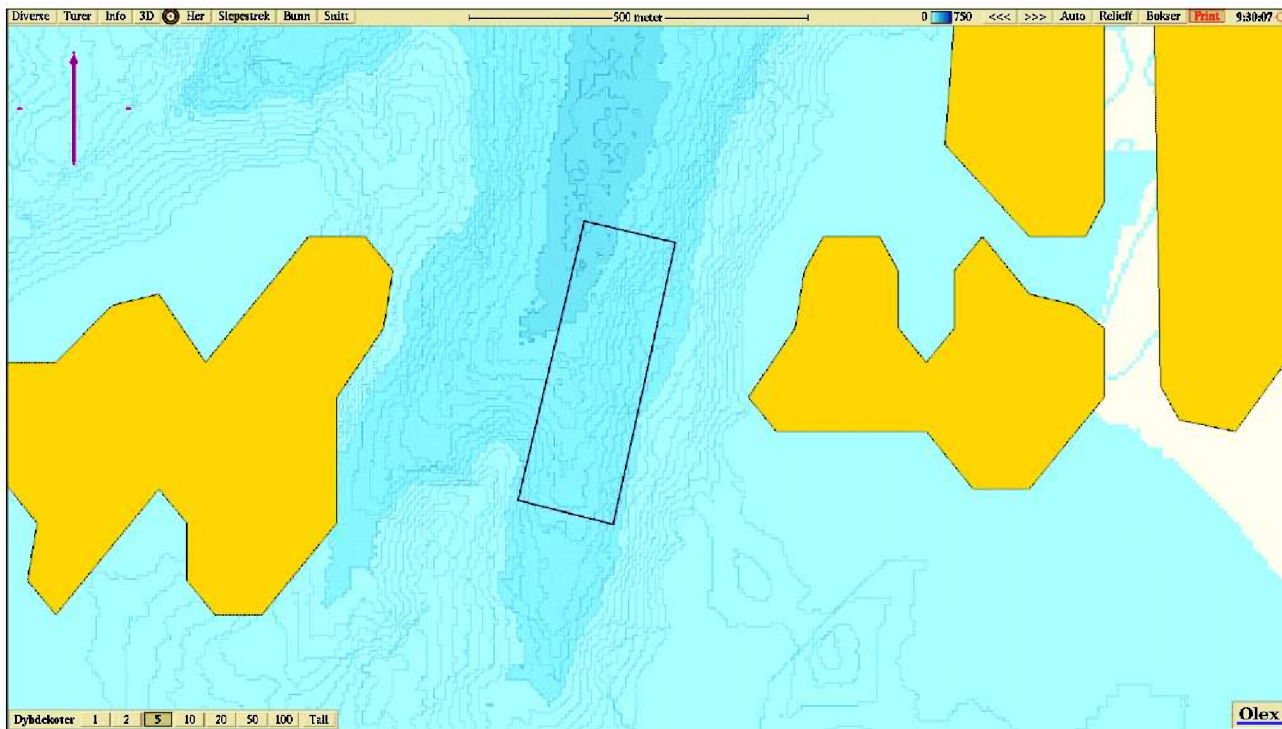 Diverse Turer Info 3D Her Slepestrek Bunn Snitt 500 meter 0 750 <<< >>> Auto Relieff Bokser Print 9:30:07
Dybdekoter 1 2 5 10 20 50 100 Tall
Olex